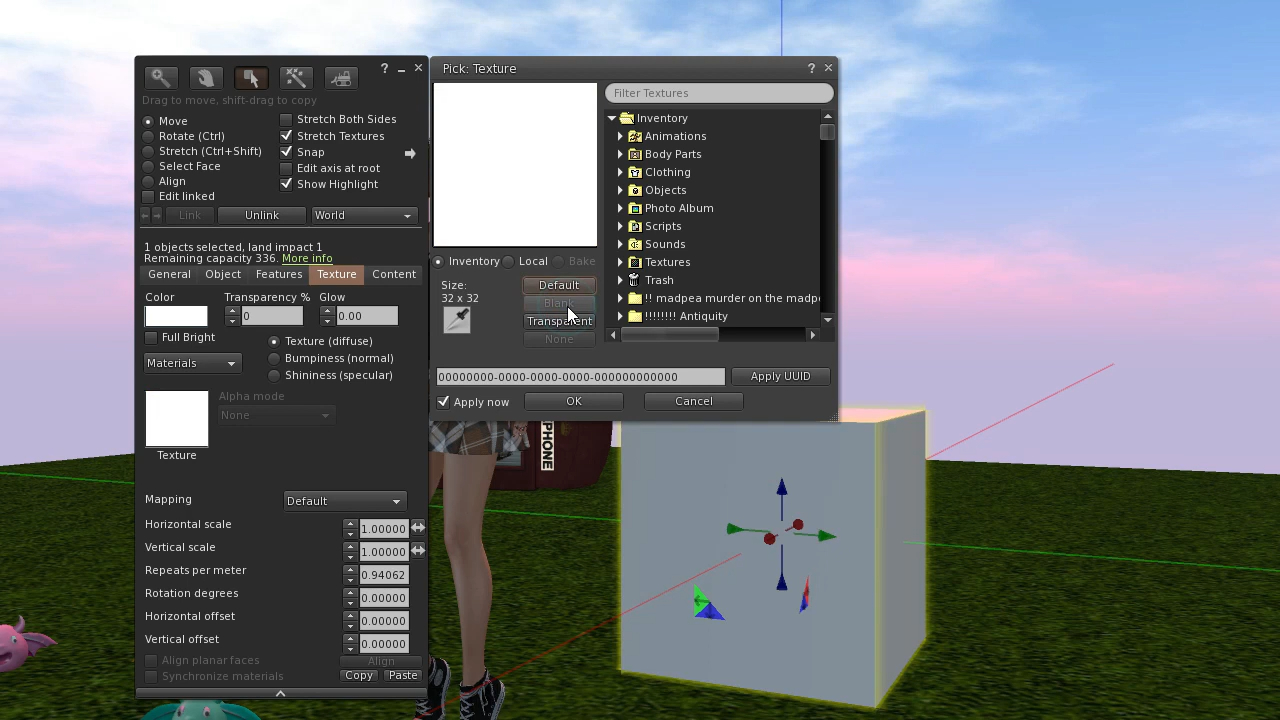 Drag to move, shift-drag to copy
Move
Rotate (Ctrl)
Stretch (Ctrl+Shift)
Select Face
Align
Edit linked
Stretch Both Sides
Stretch Textures
Snap
Edit axis at root
Show Highlight
Link
Unlink
World
1 objects selected, land impact 1
Remaining capacity 336. More info
General Object Features Texture Content
Color
Transparency %
Glow
0
0.00
Full Bright
Texture (diffuse)
Bumpiness (normal)
Shininess (specular)
Materials
Alpha mode
None
Texture
Mapping
Default
Horizontal scale 1.00000
Vertical scale 1.00000
Repeats per meter 0.94062
Rotation degrees 0.00000
Horizontal offset 0.00000
Vertical offset 0.00000
Align planar faces
Align
Synchronize materials
Copy
Paste
Pick: Texture
?
Filter Textures
Inventory
Animations
Body Parts
Clothing
Objects
Photo Album
Scripts
Sounds
Textures
Trash
!! madpea murder on the madpe
!!!!!!!! Antiquity
Inventory
Local
Bake
Size:
32 x 32
Default
Blank
Transparent
None
00000000-0000-0000-0000-000000000000
Apply UUID
Apply now
OK
Cancel
PHONE